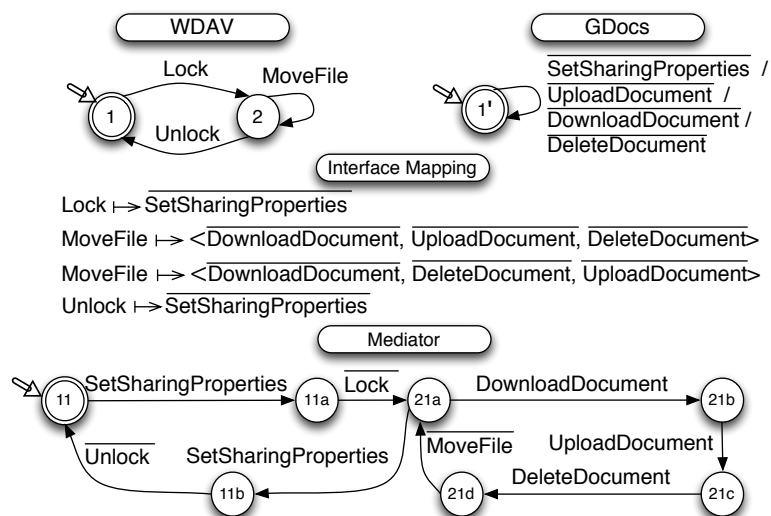 WDAV
GDocs
Lock
MoveFile
Unlock
1
2
1'
SetSharingProperties /
UploadDocument /
DownloadDocument /
DeleteDocument
Interface Mapping
Lock ↦ SetSharingProperties
MoveFile ↦ <DownloadDocument, UploadDocument, DeleteDocument>
MoveFile ↦ <DownloadDocument, DeleteDocument, UploadDocument>
Unlock ↦ SetSharingProperties
Mediator
SetSharingProperties
Lock
DownloadDocument
11
11a
21a
21b
Unlock
SetSharingProperties
MoveFile
UploadDocument
DeleteDocument
11b
21d
21c